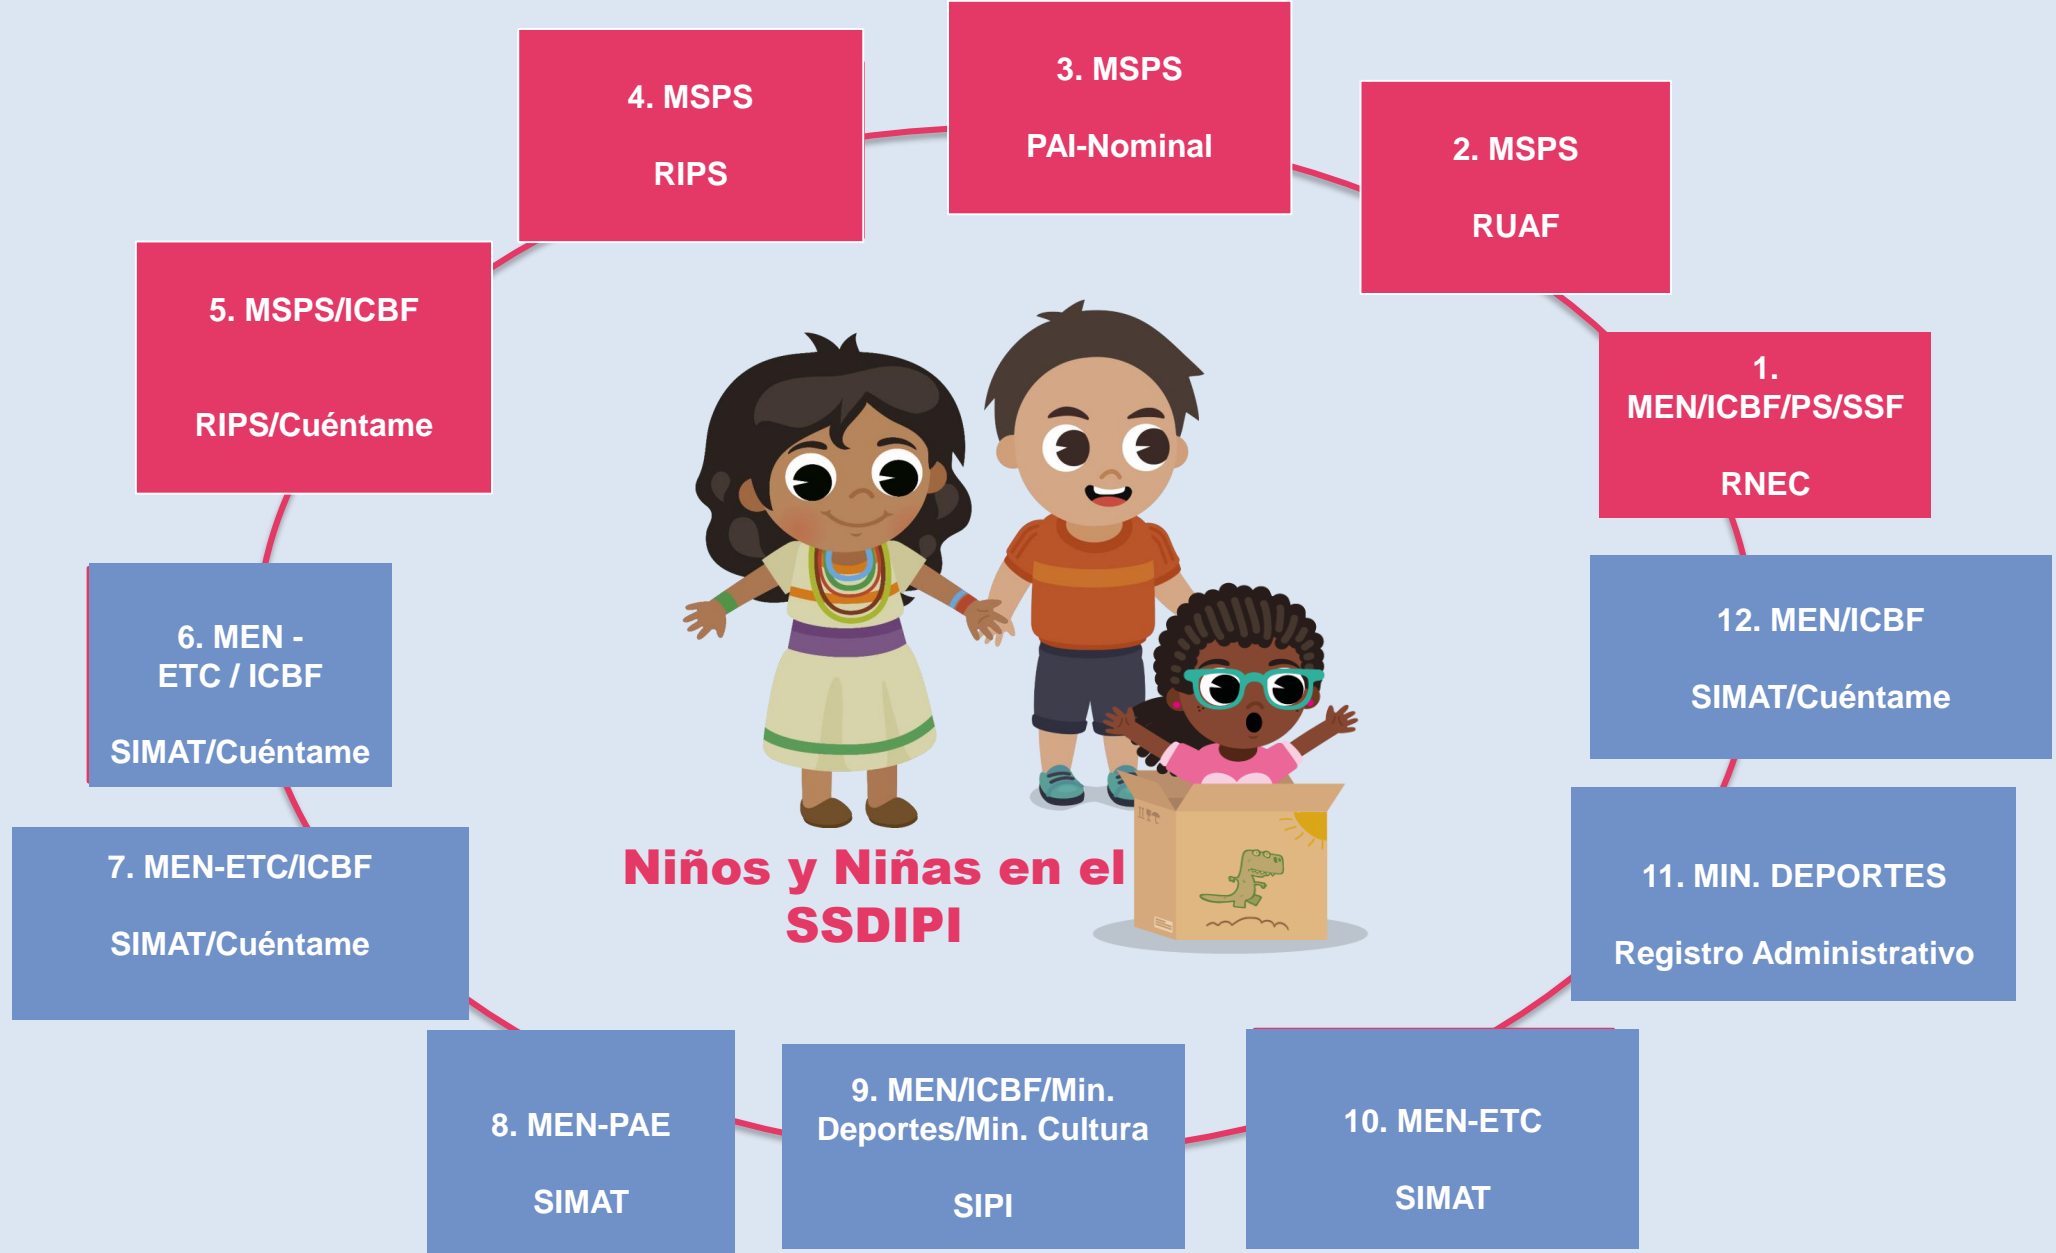 4. MSPS
RIPS
3. MSPS
PAI-Nominal
2. MSPS
RUAF
5. MSPS/ICBF
RIPS/Cuéntame
1.
MEN/ICBF/PS/SSF
RNEC
6. MEN -
ETC / ICBF
SIMAT/Cuéntame
12. MEN/ICBF
SIMAT/Cuéntame
7. MEN-ETC/ICBF
SIMAT/Cuéntame
Niños y Niñas en el
SSDIPI
11. MIN. DEPORTES
Registro Administrativo
8. MEN-PAE
SIMAT
9. MEN/ICBF/Min.
Deportes/Min. Cultura
SIPI
10. MEN-ETC
SIMAT